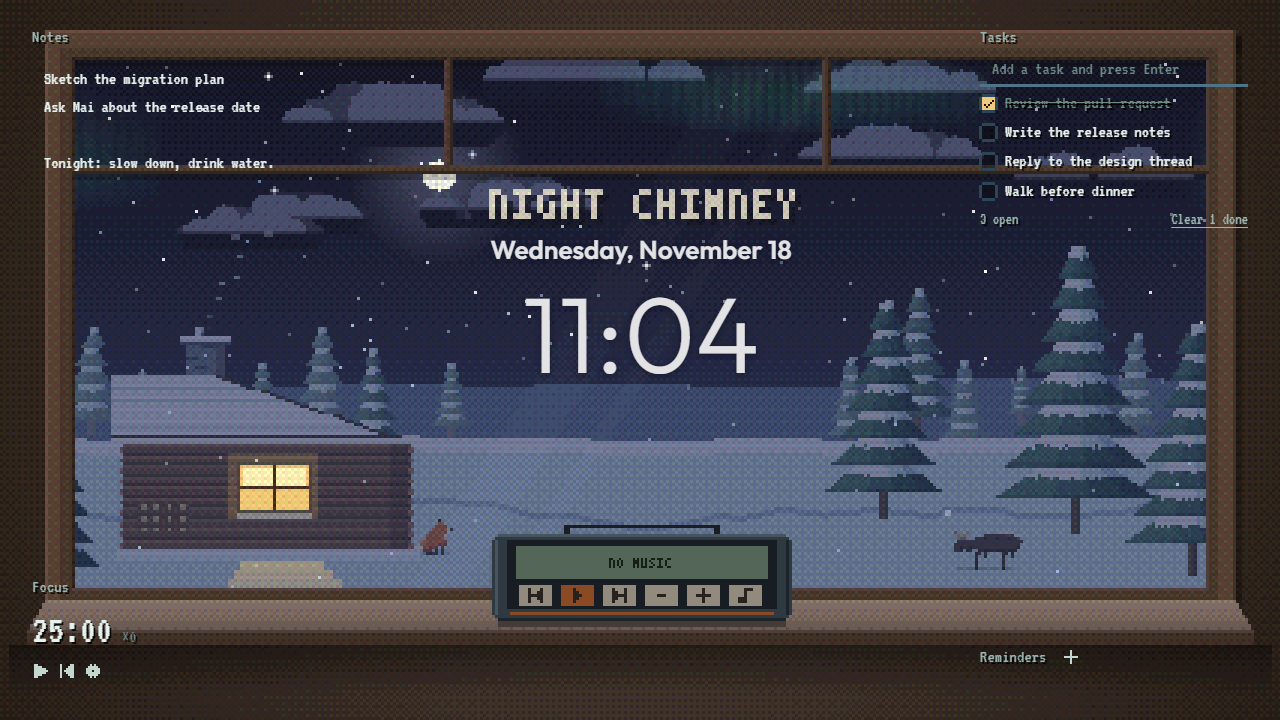 Notes
Sketch the migration plan
Ask Mai about the release date
Tonight: slow down, drink water.
NIGHT CHIMNEY
Wednesday, November 18
11:04
Tasks
Add a task and press Enter
Review the pull request
Write the release notes
Reply to the design thread
Walk before dinner
3 open
Clear 1 done
NO MUSIC
Focus
25:00
x0
Reminders